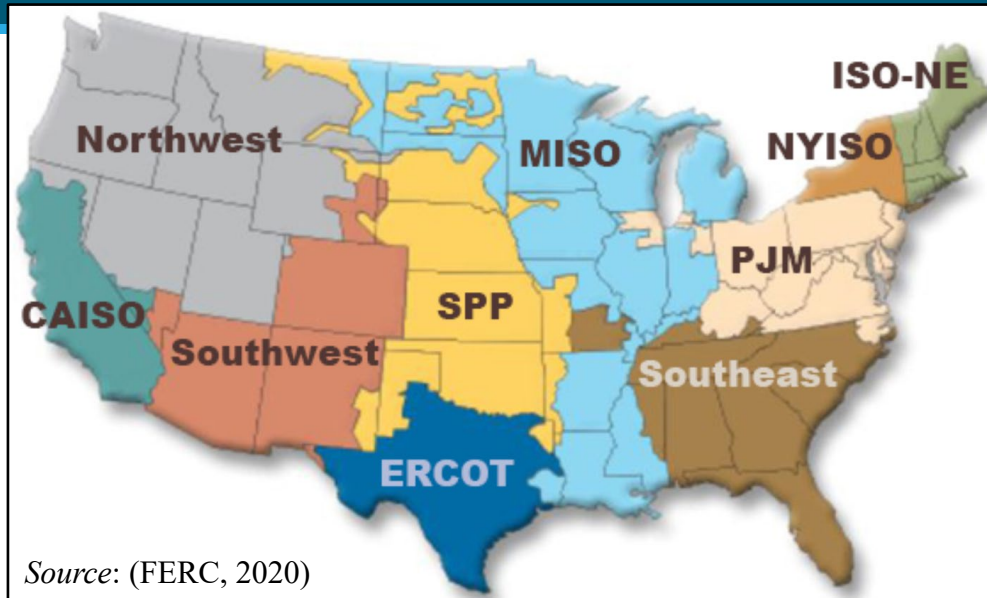 ISO-NE
Northwest
MISO
NYISO
PJM
CAISO
SPP
Southwest
Southeast
ERCOT
Source: (FERC, 2020)